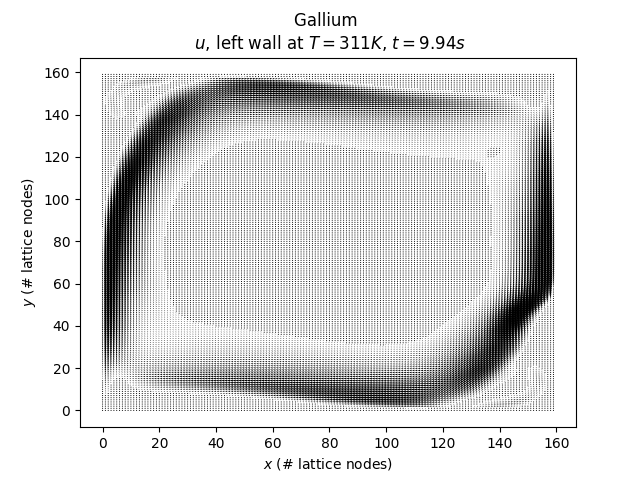 Gallium
u, left wall at T = 311K, t = 9.94s
160
140
120
100
80
60
40
20
0
y (# lattice nodes)
0 20 40 60 80 100 120 140 160
x (# lattice nodes)